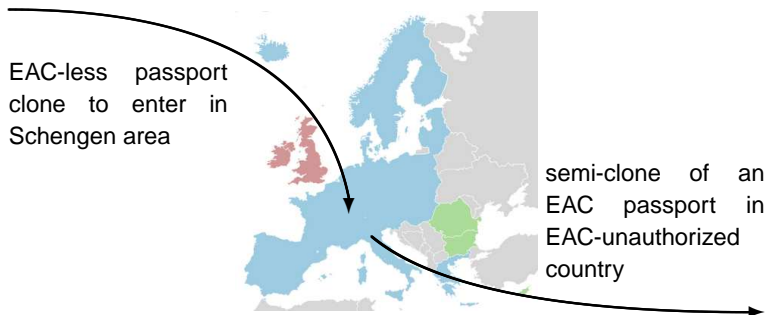 EAC-less passport
clone to enter in
Schengen area
semi-clone of an
EAC passport in
EAC-unauthorized
country